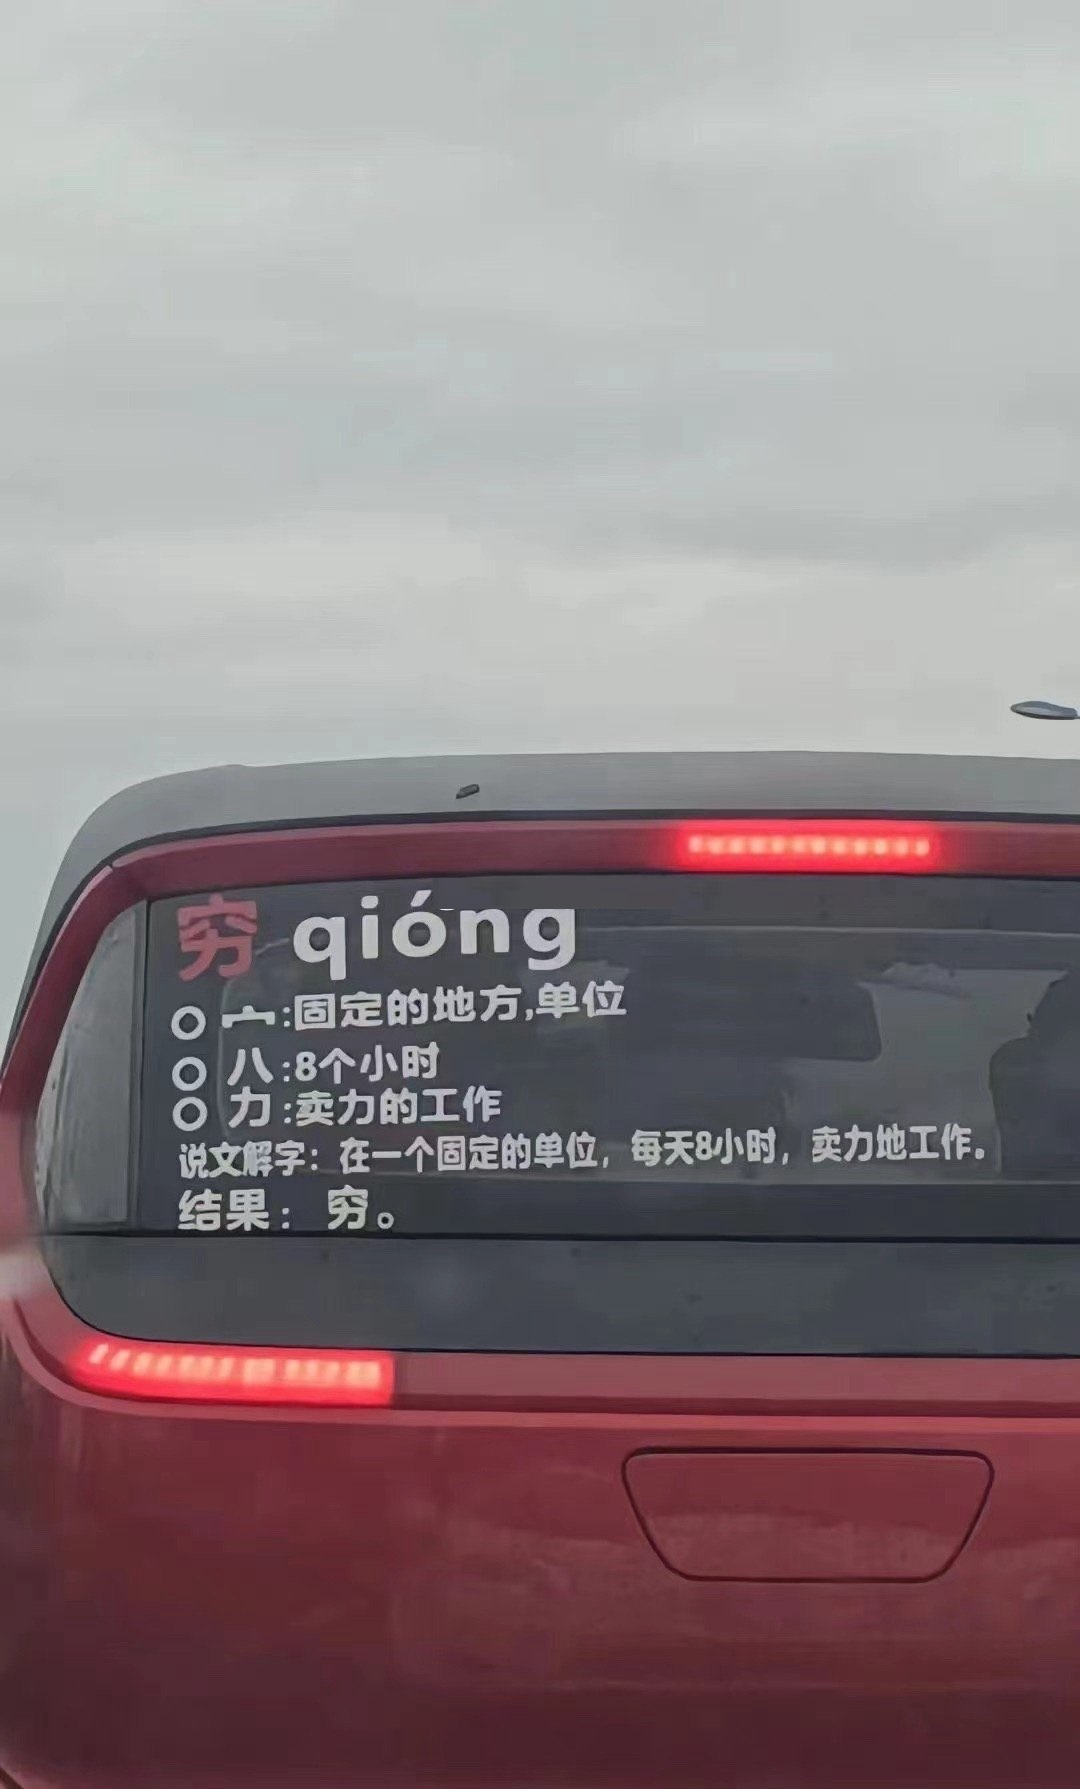 穷 qióng
○ 宀:固定的地方,单位
○ 八:8个小时
○ 力:卖力的工作
说文解字：在一个固定的单位，每天8小时，卖力地工作。
结果： 穷。